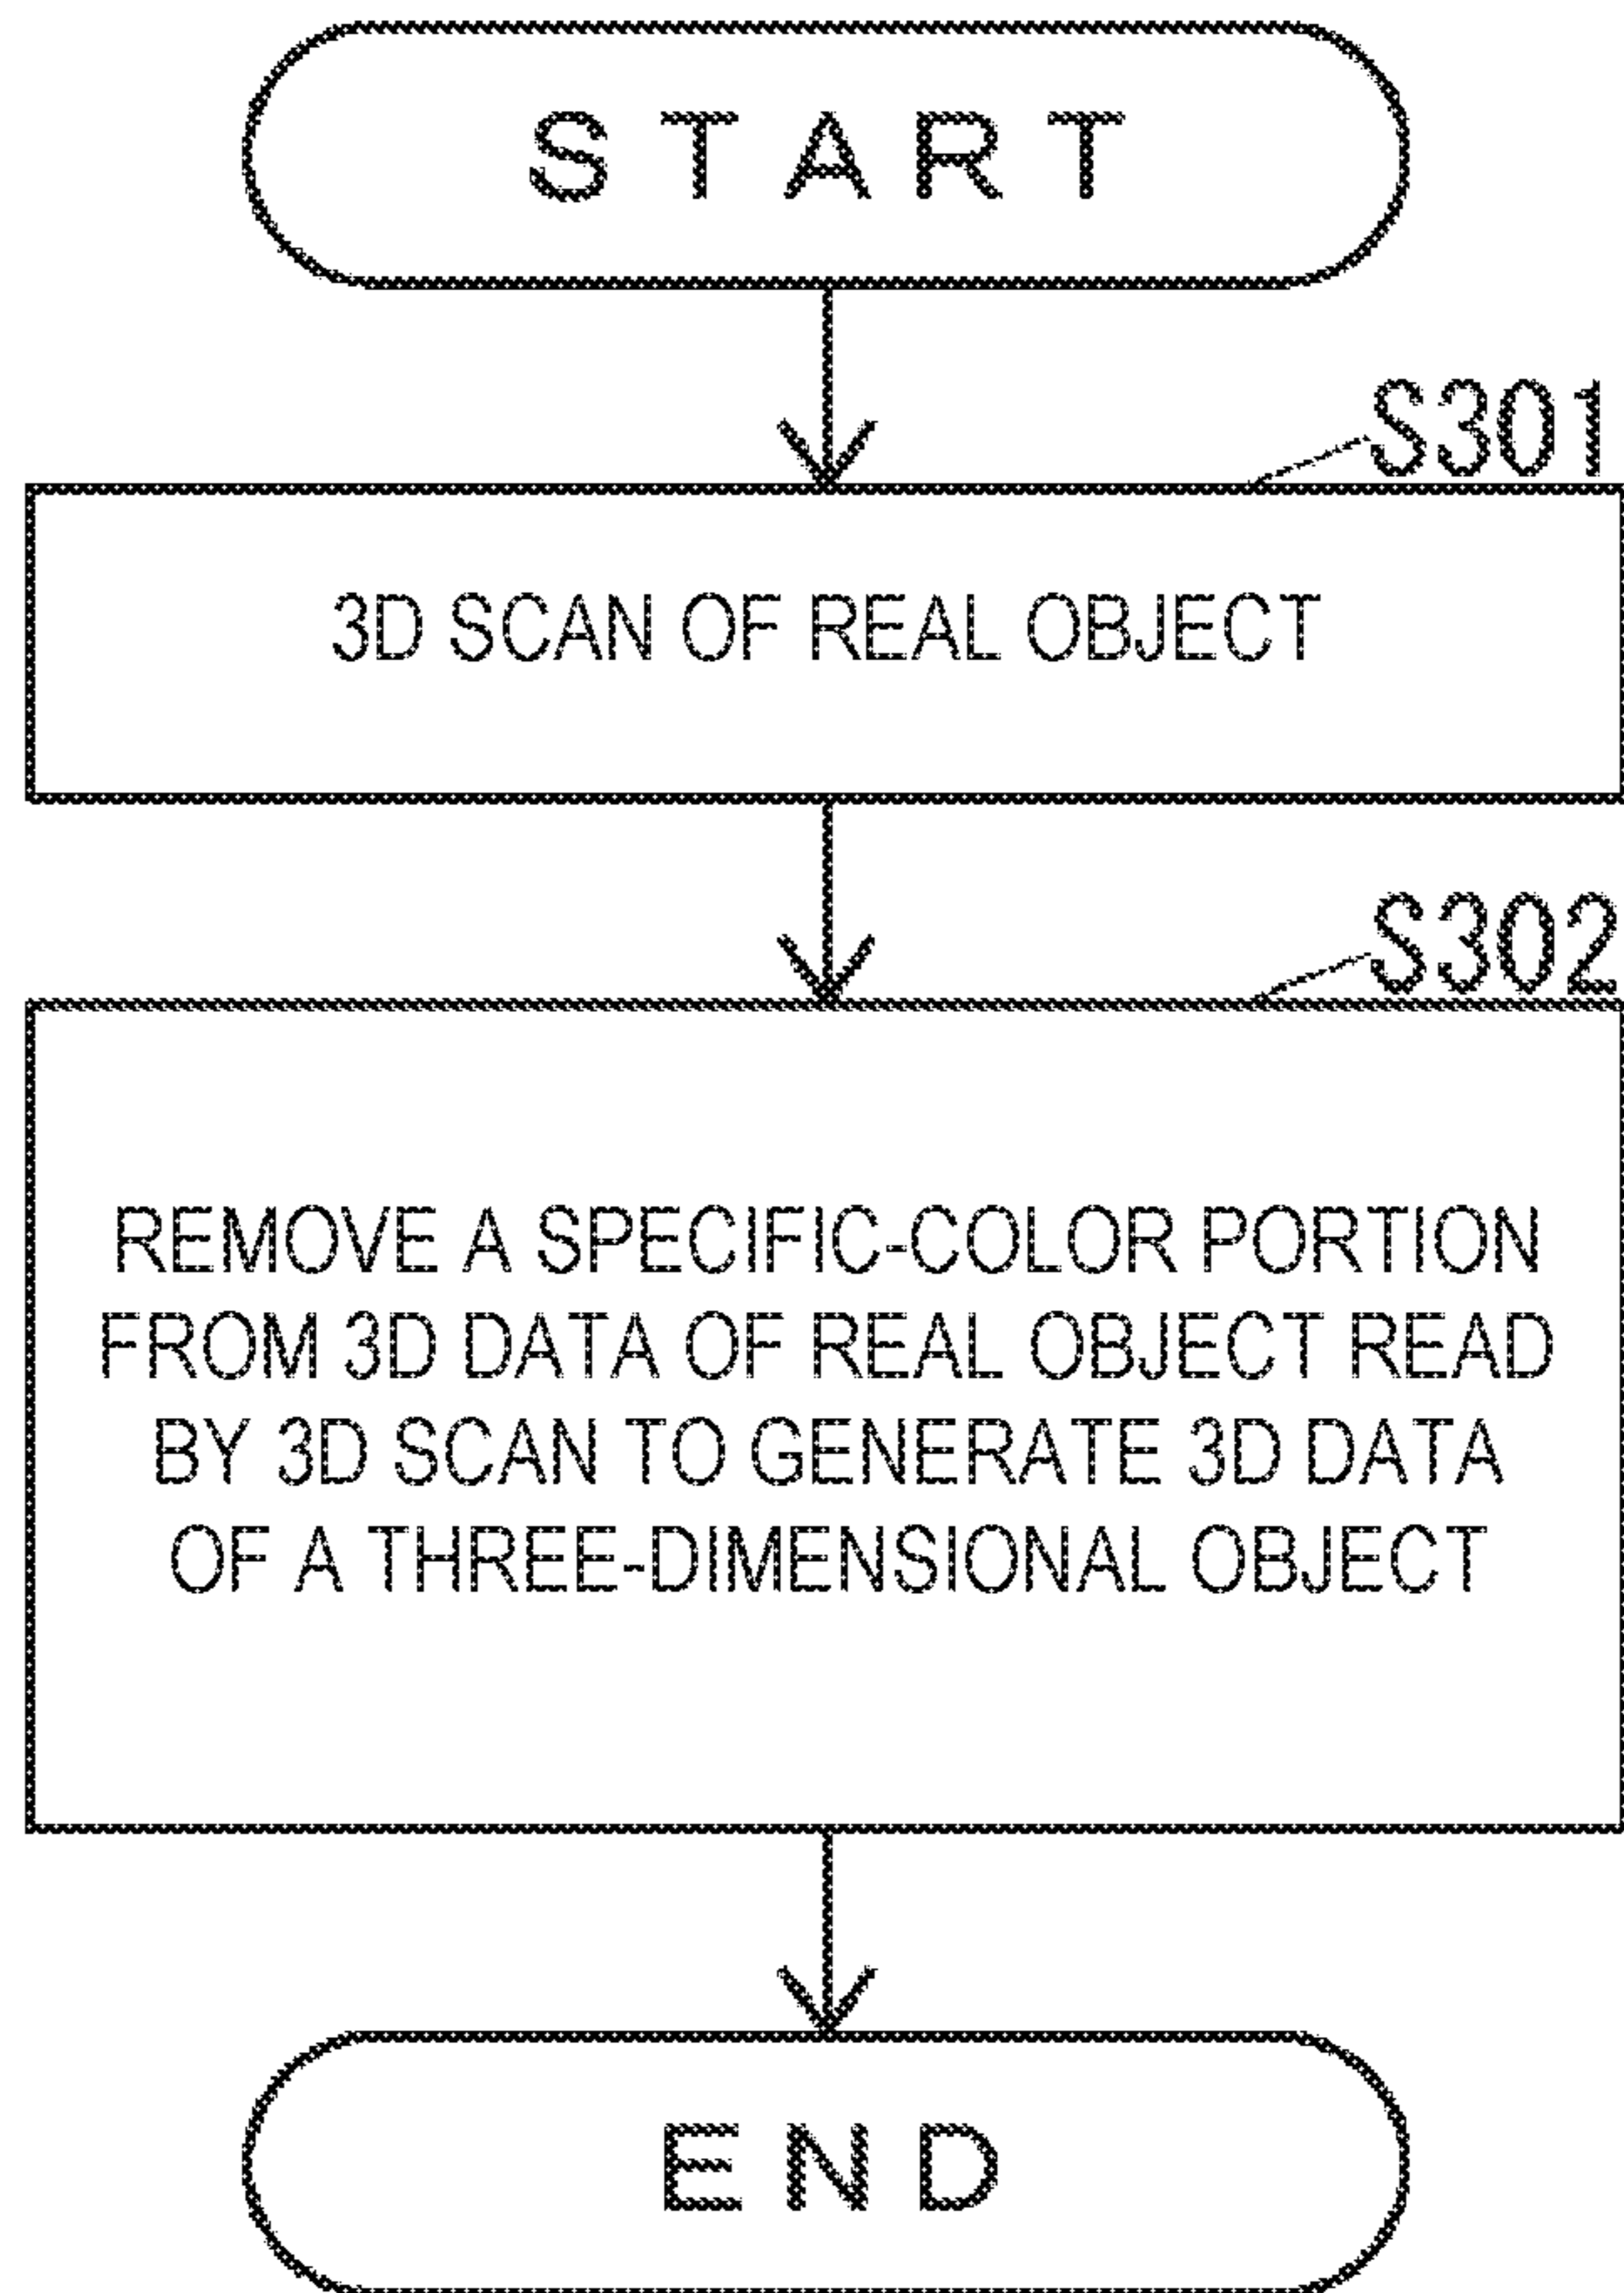 START
S301
3D SCAN OF REAL OBJECT
S302
REMOVE A SPECIFIC-COLOR PORTION
FROM 3D DATA OF REAL OBJECT READ
BY 3D SCAN TO GENERATE 3D DATA
OF A THREE-DIMENSIONAL OBJECT
END